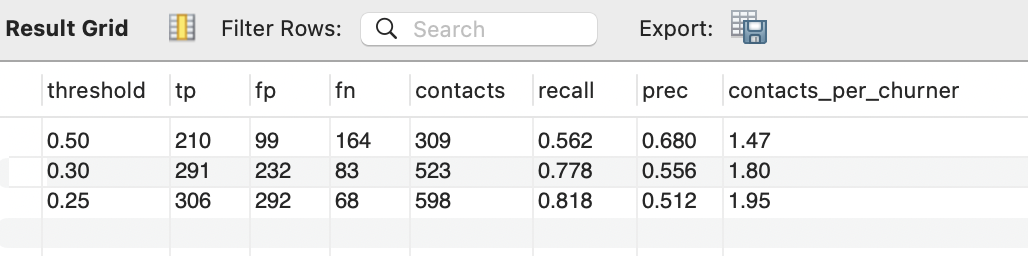 Result Grid Filter Rows: Search Export:
threshold tp fp fn contacts recall prec contacts_per_churner
0.50 210 99 164 309 0.562 0.680 1.47
0.30 291 232 83 523 0.778 0.556 1.80
0.25 306 292 68 598 0.818 0.512 1.95